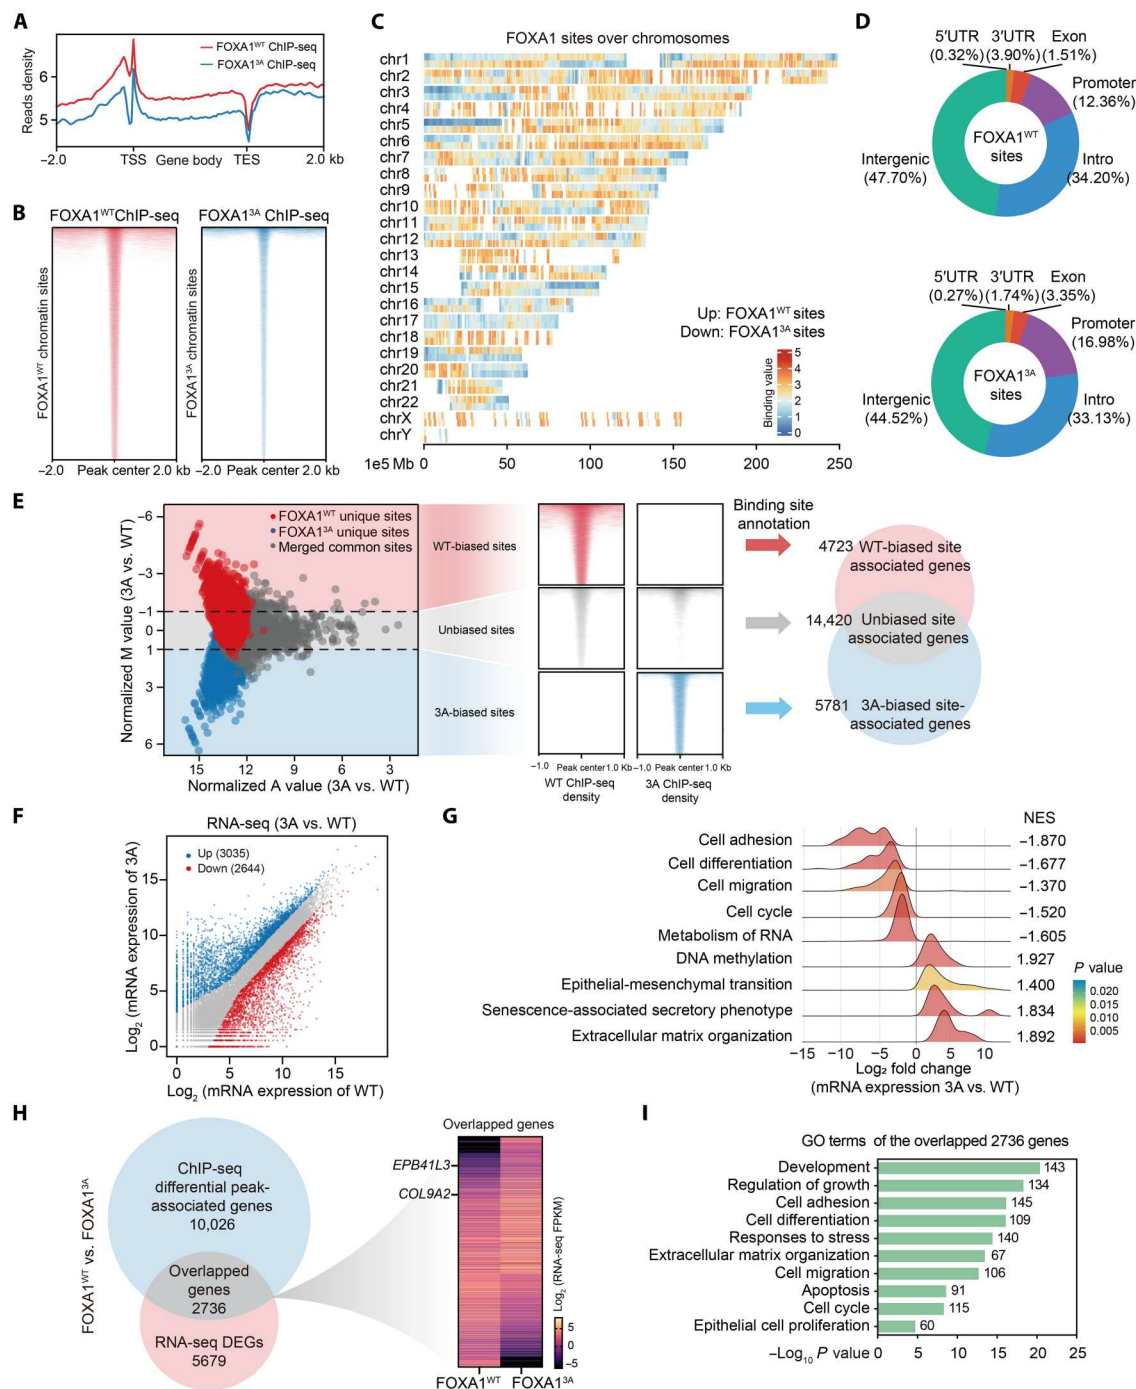 A
FOXA1WT ChIP-seq
FOXA13A ChIP-seq
Reads density
6
5
−2.0 TSS Gene body TES 2.0 kb
B
FOXA1WTChIP-seq FOXA13A ChIP-seq
FOXA1WT chromatin sites
FOXA13A chromatin sites
−2.0 Peak center 2.0 kb
−2.0 Peak center 2.0 kb
C
FOXA1 sites over chromosomes
chr1
chr2
chr3
chr4
chr5
chr6
chr7
chr8
chr9
chr10
chr11
chr12
chr13
chr14
chr15
chr16
chr17
chr18
chr19
chr20
chr21
chr22
chrX
chrY
Up: FOXA1WT sites
Down: FOXA13A sites
Binding value
5
4
3
2
1
0
1e5 Mb 0 50 100 150 200 250
D
5′UTR 3′UTR Exon
(0.32%) (3.90%) (1.51%)
Promoter
(12.36%)
FOXA1WT
sites
Intergenic
(47.70%)
Intro
(34.20%)
5′UTR 3′UTR Exon
(0.27%) (1.74%) (3.35%)
Promoter
(16.98%)
FOXA13A
sites
Intergenic
(44.52%)
Intro
(33.13%)
E
Normalized M value (3A vs. WT)
−6
−3
−1
0
1
3
6
FOXA1WT unique sites
FOXA13A unique sites
Merged common sites
15 12 9 6 3
Normalized A value (3A vs. WT)
WT-biased sites
Unbiased sites
3A-biased sites
−1.0 Peak center 1.0 Kb
WT ChIP-seq
density
−1.0 Peak center 1.0 Kb
3A ChIP-seq
density
Binding site
annotation
4723 WT-biased site
associated genes
14,420 Unbiased site
associated genes
5781 3A-biased site-
associated genes
F
RNA-seq (3A vs. WT)
Up (3035)
Down (2644)
Log2 (mRNA expression of 3A)
15
10
5
0
0 5 10 15
Log2 (mRNA expression of WT)
G
NES
Cell adhesion −1.870
Cell differentiation −1.677
Cell migration −1.370
Cell cycle −1.520
Metabolism of RNA −1.605
DNA methylation 1.927
Epithelial-mesenchymal transition 1.400
Senescence-associated secretory phenotype 1.834
Extracellular matrix organization 1.892
−15 −10 −5 0 5 10
Log₂ fold change
(mRNA expression 3A vs. WT)
P value
0.020
0.015
0.010
0.005
H
FOXA1WT vs. FOXA13A
ChIP-seq
differential peak-
associated genes
10,026
Overlapped
genes
2736
RNA-seq DEGs
5679
Overlapped genes
EPB41L3
COL9A2
FOXA1WT FOXA13A
Log2 (RNA-seq FPKM)
5
0
−5
I
GO terms of the overlapped 2736 genes
Development 143
Regulation of growth 134
Cell adhesion 145
Cell differentiation 109
Responses to stress 140
Extracellular matrix organization 67
Cell migration 106
Apoptosis 91
Cell cycle 115
Epithelial cell proliferation 60
−Log10 P value 0 5 10 15 20 25